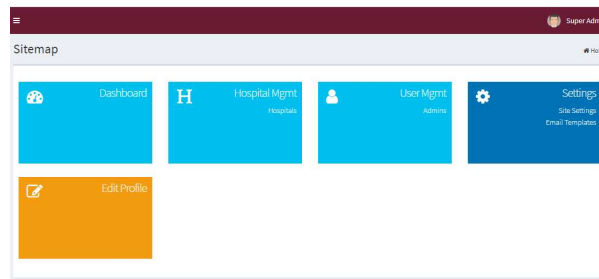 Super Adm
Sitemap
Ho
Dashboard
H
Hospital Mgmt
Hospitals
User Mgmt
Admins
Settings
Site Settings
Email Templates
Edit Profile